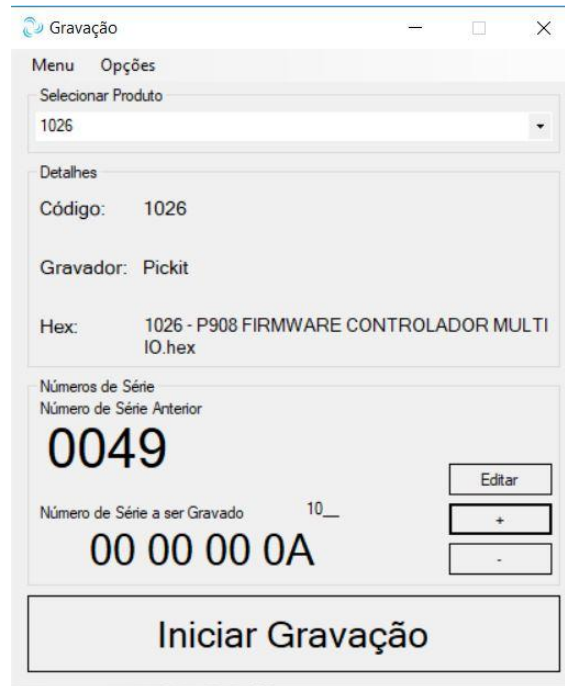 Gravação
Menu Opções
Selecionar Produto
1026
Detalhes
Código: 1026
Gravador: Pickit
Hex: 1026 - P908 FIRMWARE CONTROLADOR MULTI
IO.hex
Números de Série
Número de Série Anterior
0049
Editar
Número de Série a ser Gravado 10__
+
00 00 00 0A
-
Iniciar Gravação